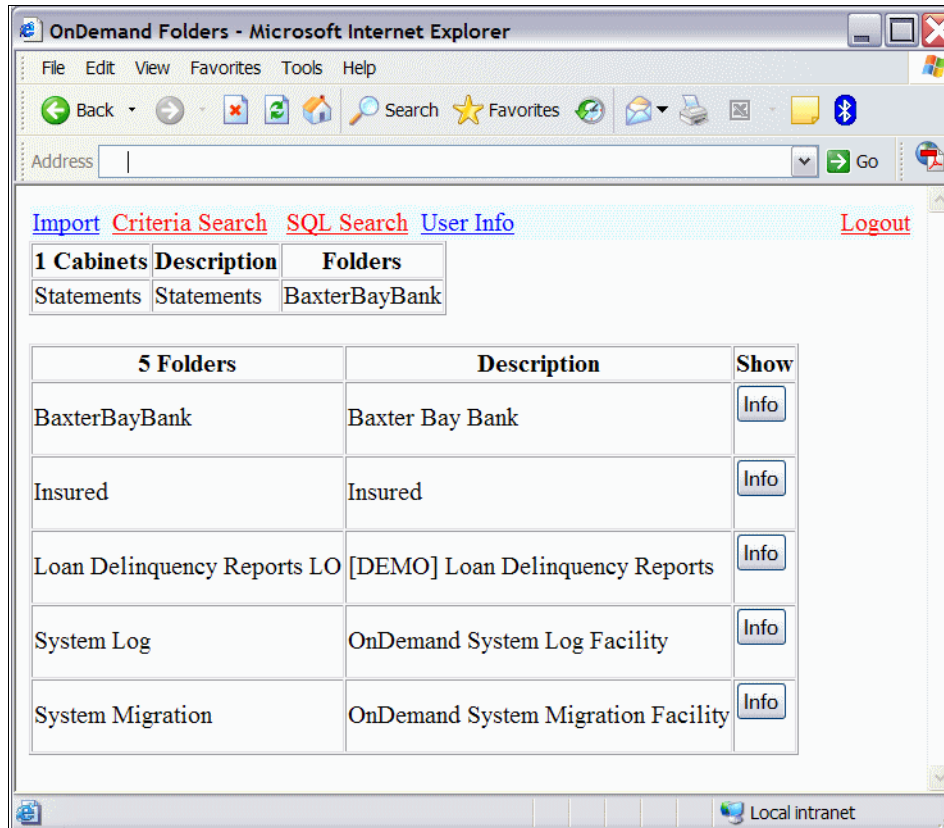 OnDemand Folders - Microsoft Internet Explorer
File Edit View Favorites Tools Help
Back Search Favorites
Address Go
Import Criteria Search SQL Search User Info Logout
1 Cabinets Description Folders
Statements Statements BaxterBayBank
5 Folders Description Show
BaxterBayBank Baxter Bay Bank Info
Insured Insured Info
Loan Delinquency Reports LO [DEMO] Loan Delinquency Reports Info
System Log OnDemand System Log Facility Info
System Migration OnDemand System Migration Facility Info
Local intranet